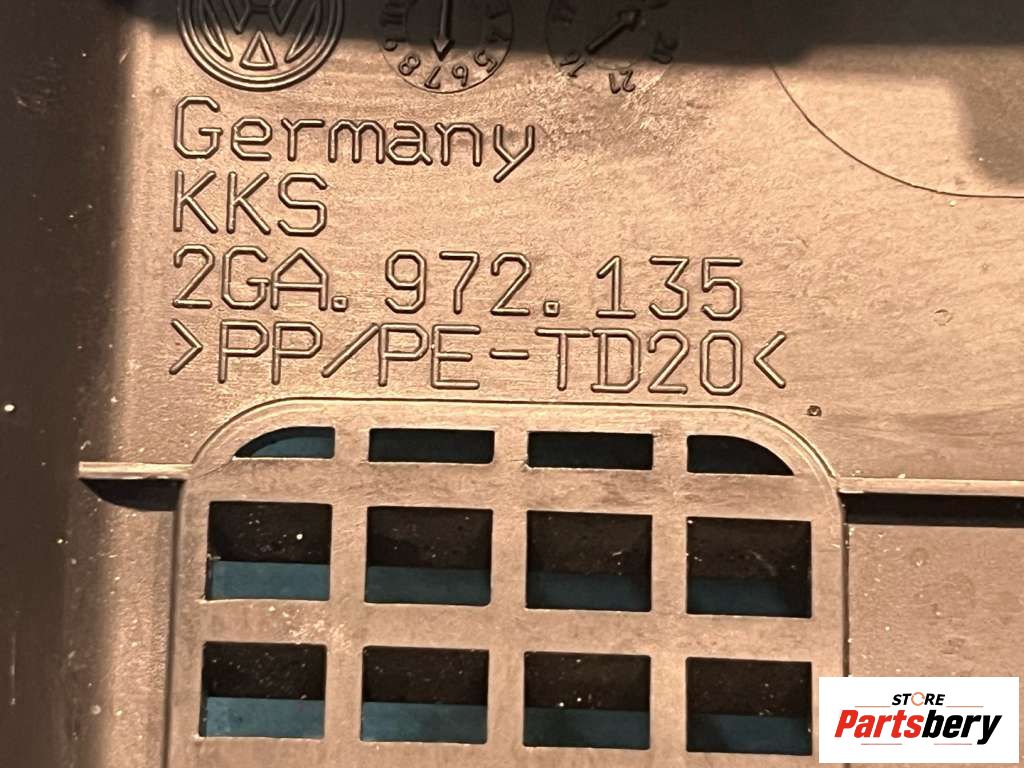 Germany
KKS
2GA.972.135
>PP/PE-TD20<
STORE
Partsbery